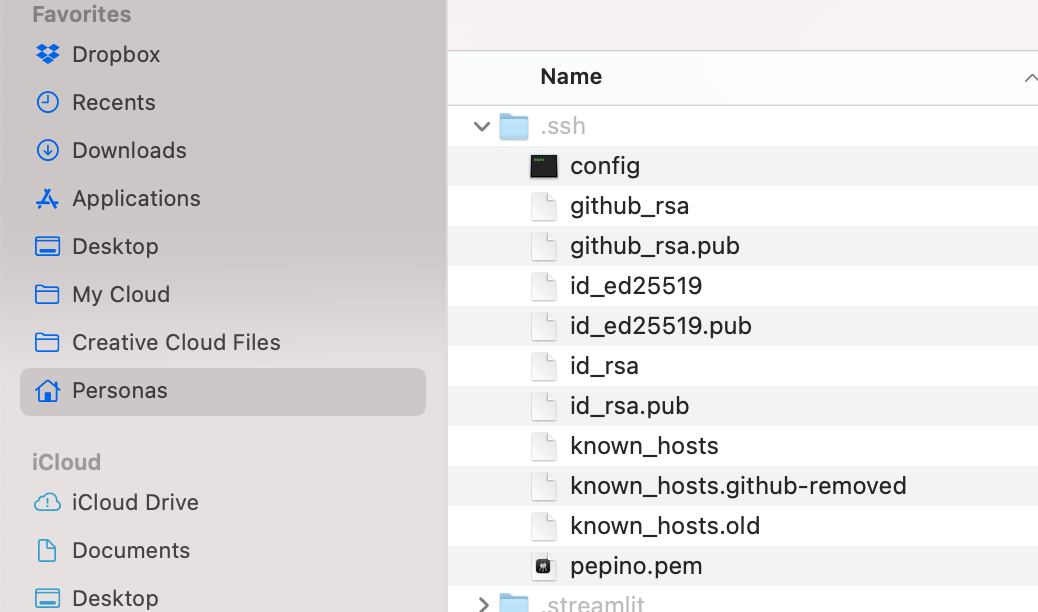 Favorites
Dropbox
Recents
Downloads
Applications
Desktop
My Cloud
Creative Cloud Files
Personas
iCloud
iCloud Drive
Documents
Desktop
Name
.ssh
config
github_rsa
github_rsa.pub
id_ed25519
id_ed25519.pub
id_rsa
id_rsa.pub
known_hosts
known_hosts.github-removed
known_hosts.old
pepino.pem
.streamlit